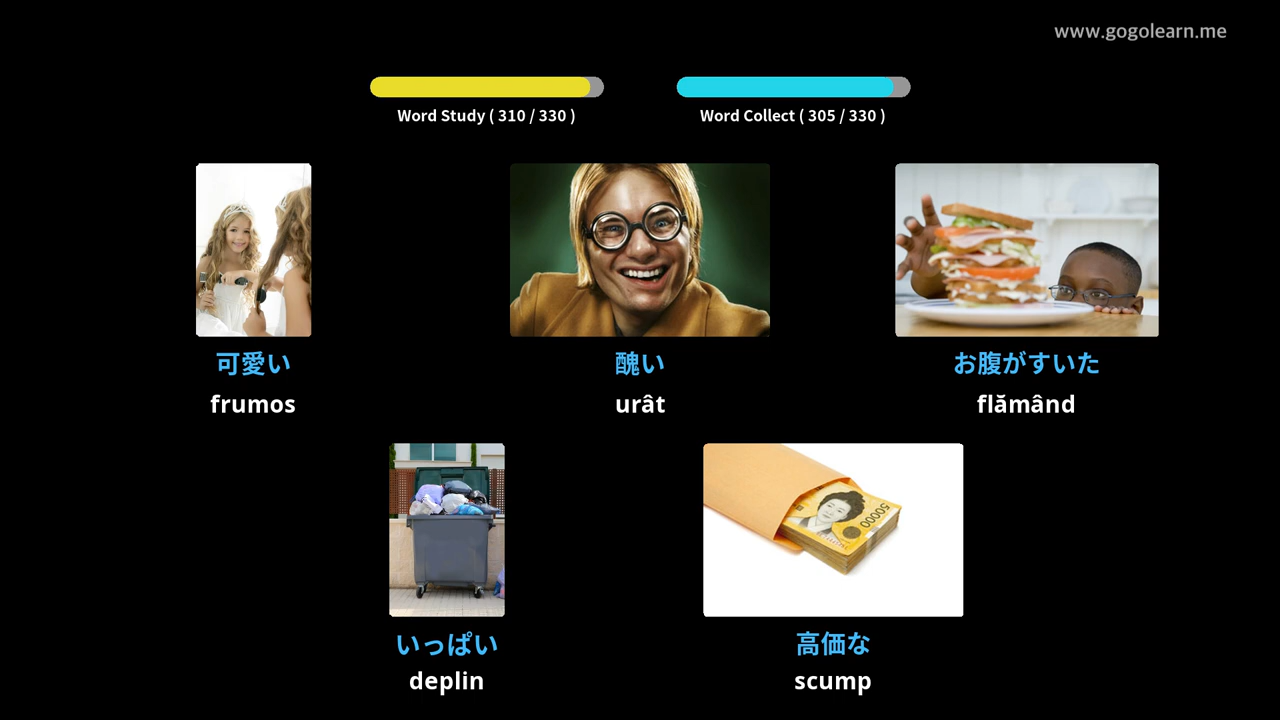 www.gogolearn.me
Word Study ( 310 / 330 )
Word Collect ( 305 / 330 )
可愛い
frumos
醜い
urât
お腹がすいた
flămând
50000
いっぱい
deplin
高価な
scump